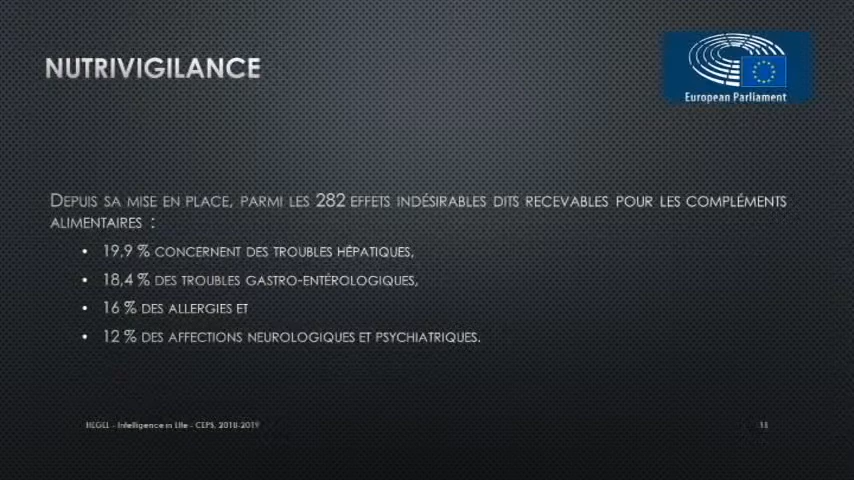 NUTRIVIGILANCE
European Parliament
DEPUIS SA MISE EN PLACE, PARMI LES 282 EFFETS INDÉSIRABLES DITS RECEVABLES POUR LES COMPLÉMENTS
ALIMENTAIRES :
• 19,9 % CONCERNENT DES TROUBLES HÉPATIQUES,
• 18,4 % DES TROUBLES GASTRO-ENTÉROLOGIQUES,
• 16 % DES ALLERGIES ET
• 12 % DES AFFECTIONS NEUROLOGIQUES ET PSYCHIATRIQUES.
- Intelligence in Life - CEPS, 2018-2019